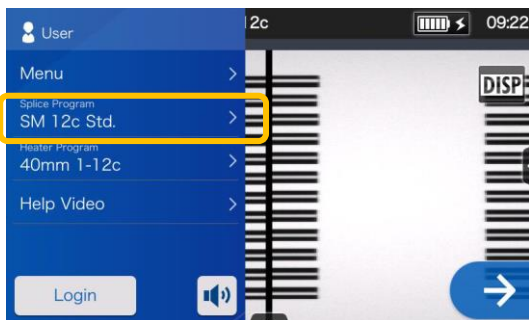 User
12c
09:22
Menu
DISP
Splice Program
SM 12c Std.
Heater Program
40mm 1-12c
Help Video
Login